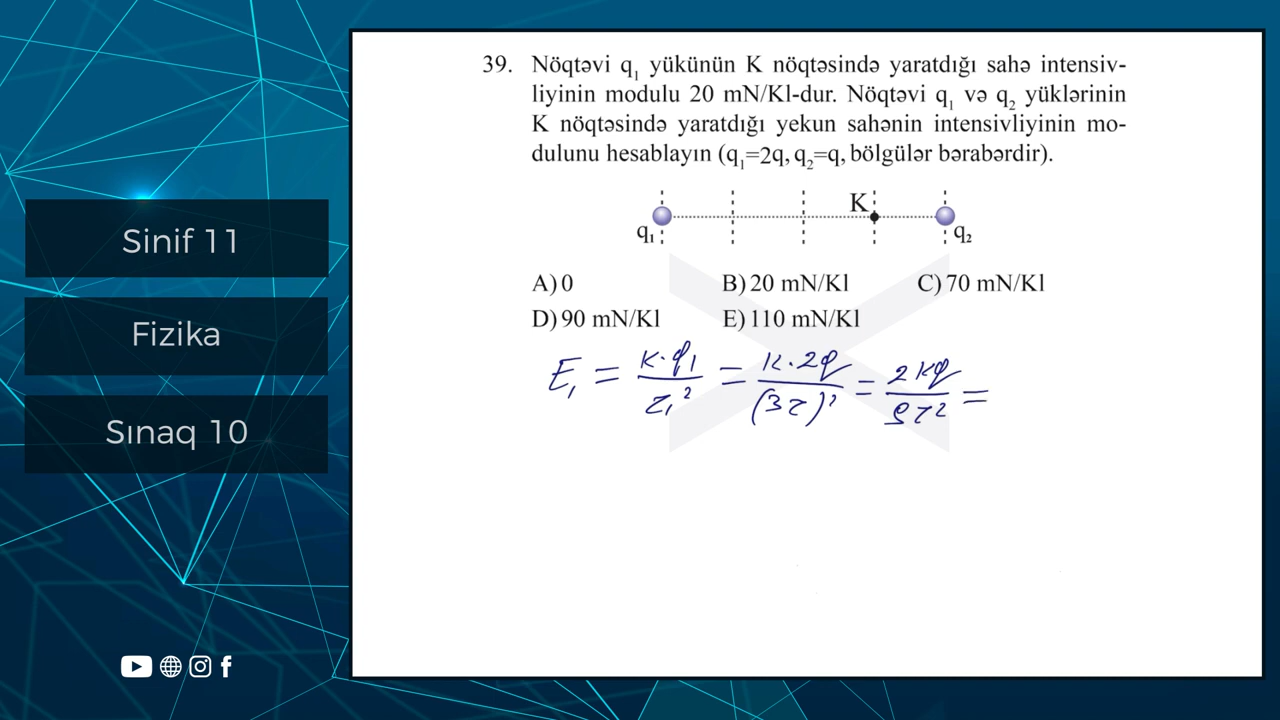 Sinif 11
Fizika
Sınaq 10
39. Nöqtəvi q₁ yükünün K nöqtəsində yaratdığı sahə intensiv-
liyinin modulu 20 mN/Kl-dur. Nöqtəvi q₁ və q₂ yüklərinin
K nöqtəsində yaratdığı yekun sahənin intensivliyinin mo-
dulunu hesablayın (q₁=2q, q₂=q, bölgülər bərabərdir).
K
q₁ q₂
A) 0 B) 20 mN/Kl C) 70 mN/Kl
D) 90 mN/Kl E) 110 mN/Kl
E₁ = K·q₁/r₁² = K·2q/(3r)² = 2Kq/9r² =